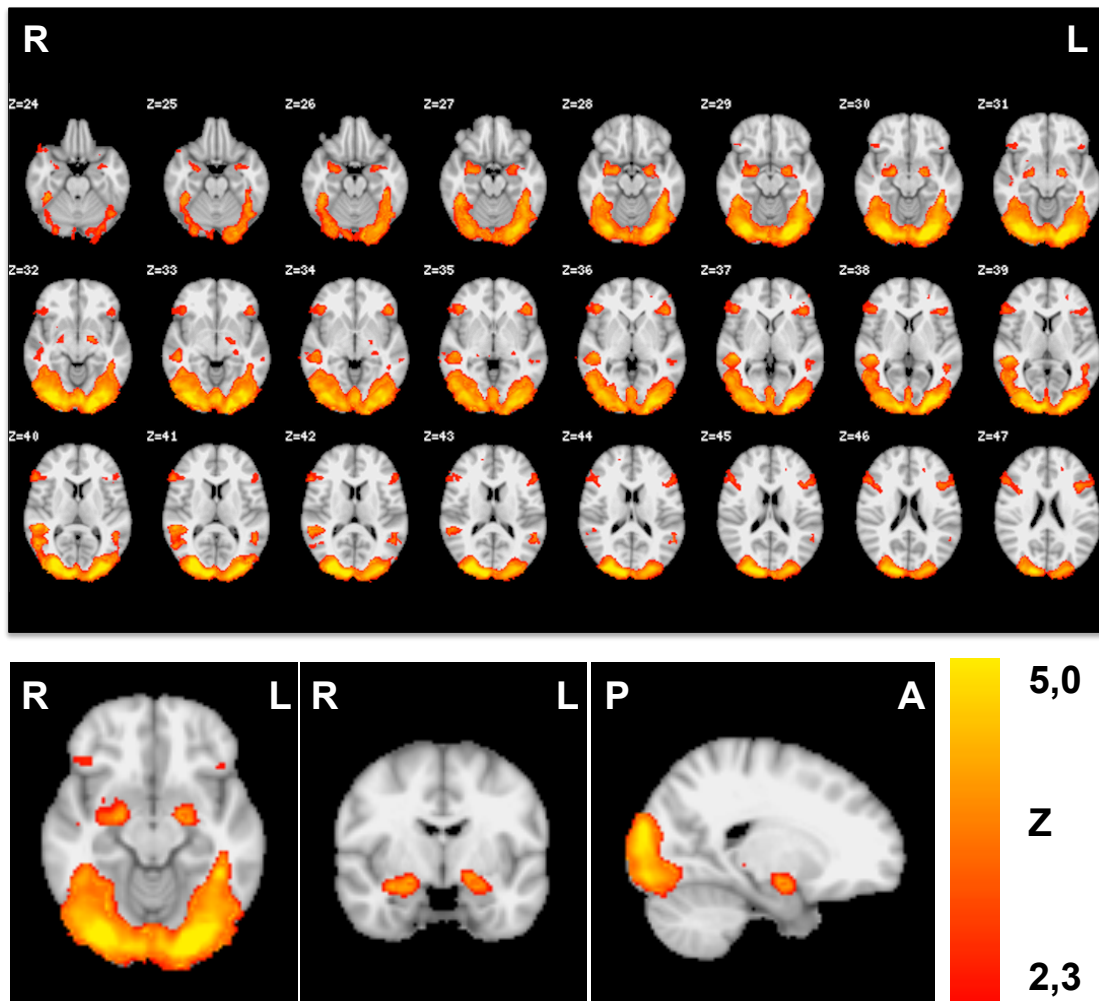 R L
Z=24 Z=25 Z=26 Z=27 Z=28 Z=29 Z=30 Z=31
Z=32 Z=33 Z=34 Z=35 Z=36 Z=37 Z=38 Z=39
Z=40 Z=41 Z=42 Z=43 Z=44 Z=45 Z=46 Z=47
R L R L P A
5,0
Z
2,3